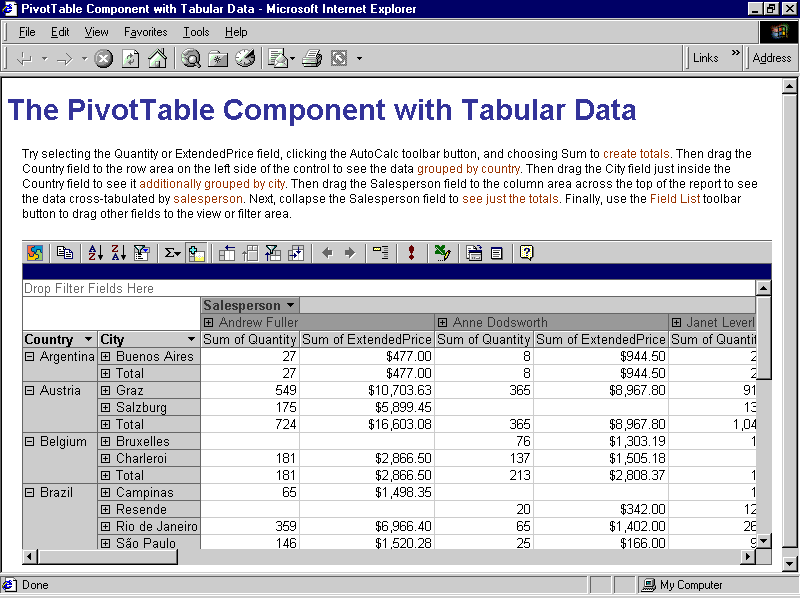 PivotTable Component with Tabular Data - Microsoft Internet Explorer
File Edit View Favorites Tools Help
Links » Address
The PivotTable Component with Tabular Data
Try selecting the Quantity or ExtendedPrice field, clicking the AutoCalc toolbar button, and choosing Sum to create totals. Then drag the
Country field to the row area on the left side of the control to see the data grouped by country. Then drag the City field just inside the
Country field to see it additionally grouped by city. Then drag the Salesperson field to the column area across the top of the report to see
the data cross-tabulated by salesperson. Next, collapse the Salesperson field to see just the totals. Finally, use the Field List toolbar
button to drag other fields to the view or filter area.
Drop Filter Fields Here
Salesperson
Andrew Fuller Anne Dodsworth Janet Leverl
Country City Sum of Quantity Sum of ExtendedPrice Sum of Quantity Sum of ExtendedPrice Sum of Quantit
Argentina Buenos Aires 27 $477.00 8 $944.50 2
Total 27 $477.00 8 $944.50 2
Austria Graz 549 $10,703.63 365 $8,967.80 91
Salzburg 175 $5,899.45 13
Total 724 $16,603.08 365 $8,967.80 1,04
Belgium Bruxelles 76 $1,303.19 1
Charleroi 181 $2,866.50 137 $1,505.18
Total 181 $2,866.50 213 $2,808.37 1
Brazil Campinas 65 $1,498.35 1
Resende 20 $342.00 12
Rio de Janeiro 359 $6,966.40 65 $1,402.00 26
São Paulo 146 $1,520.28 25 $166.00 9
Done My Computer